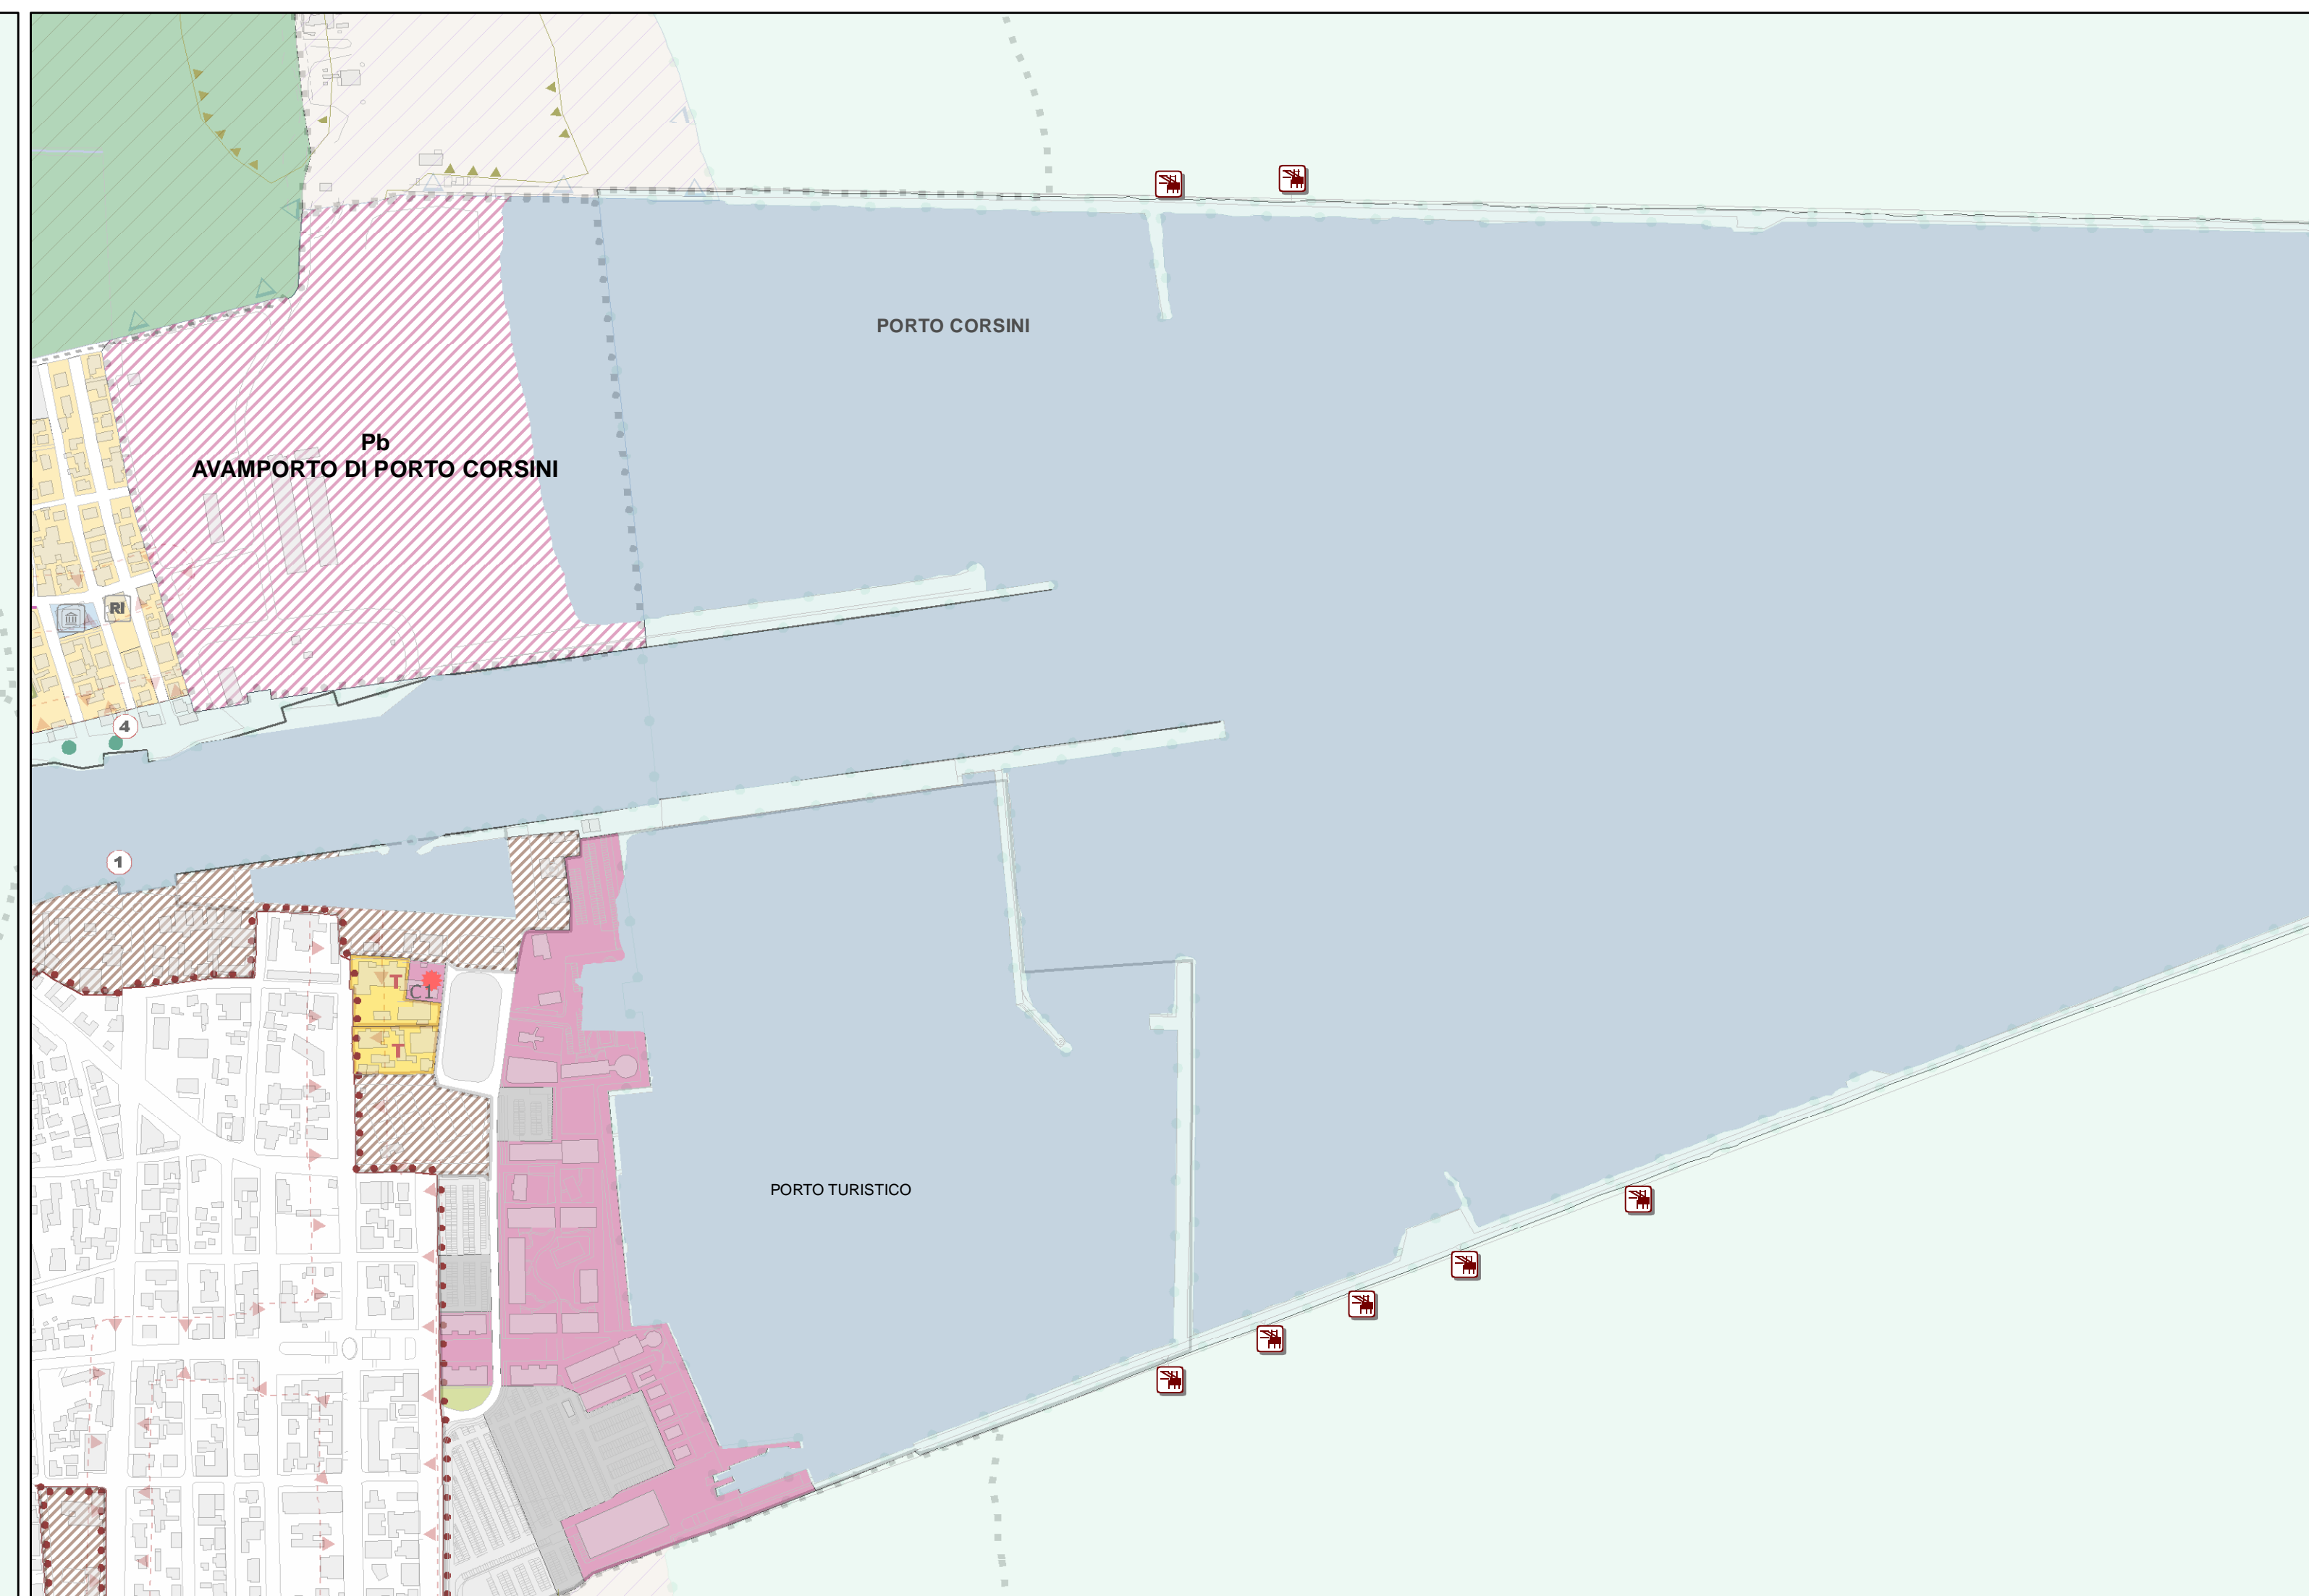 PORTO CORSINI
Pb
AVAMPORTO DI PORTO CORSINI
RI
4
1
T
C1
T
PORTO TURISTICO